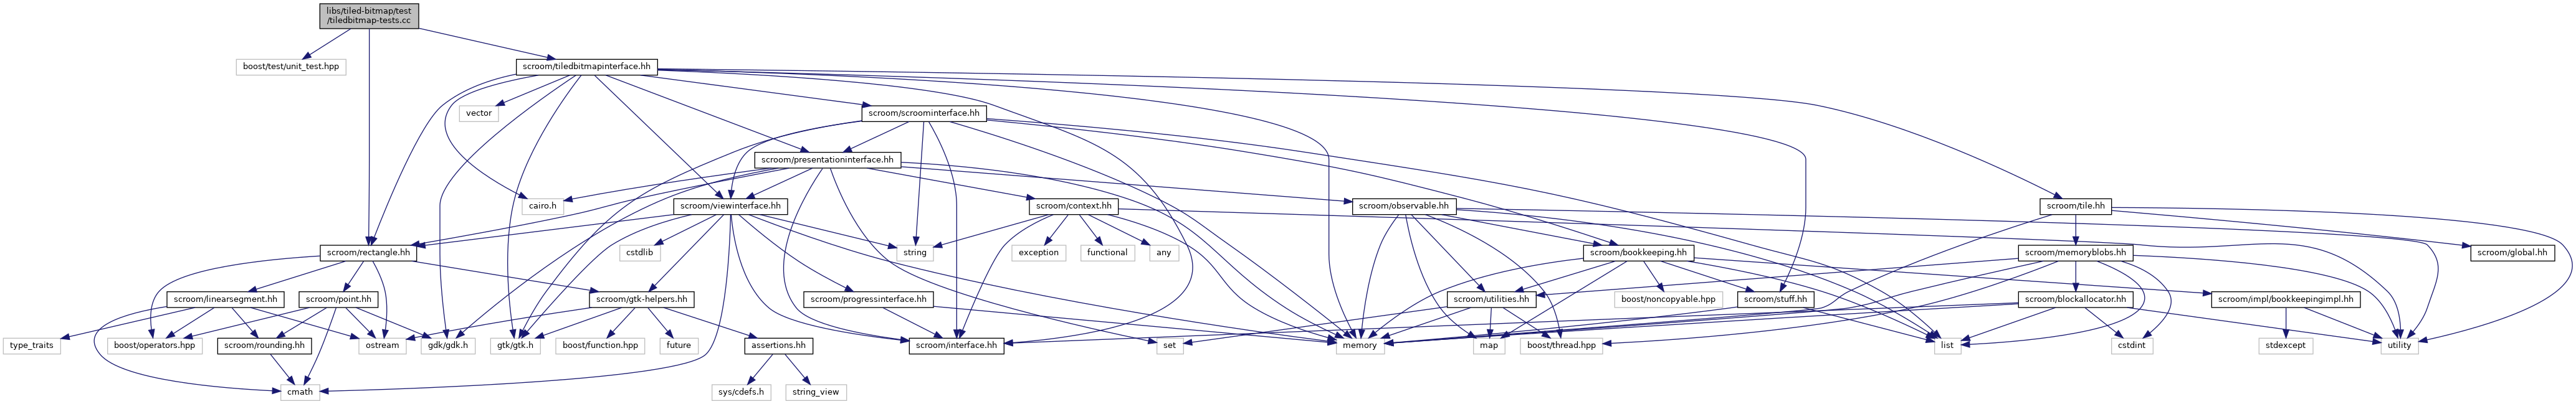 libs/tiled-bitmap/test
/tiledbitmap-tests.cc
boost/test/unit_test.hpp
scroom/tiledbitmapinterface.hh
vector
scroom/scroominterface.hh
scroom/presentationinterface.hh
cairo.h
scroom/viewinterface.hh
scroom/context.hh
scroom/observable.hh
scroom/tile.hh
scroom/rectangle.hh
cstdlib
string
exception
functional
any
scroom/bookkeeping.hh
scroom/memoryblobs.hh
scroom/global.hh
scroom/linearsegment.hh
scroom/point.hh
scroom/gtk-helpers.hh
scroom/progressinterface.hh
scroom/utilities.hh
boost/noncopyable.hpp
scroom/stuff.hh
scroom/blockallocator.hh
scroom/impl/bookkeepingimpl.hh
type_traits
boost/operators.hpp
scroom/rounding.hh
ostream
gdk/gdk.h
gtk/gtk.h
boost/function.hpp
future
assertions.hh
scroom/interface.hh
set
memory
map
boost/thread.hpp
list
cstdint
stdexcept
utility
cmath
sys/cdefs.h
string_view